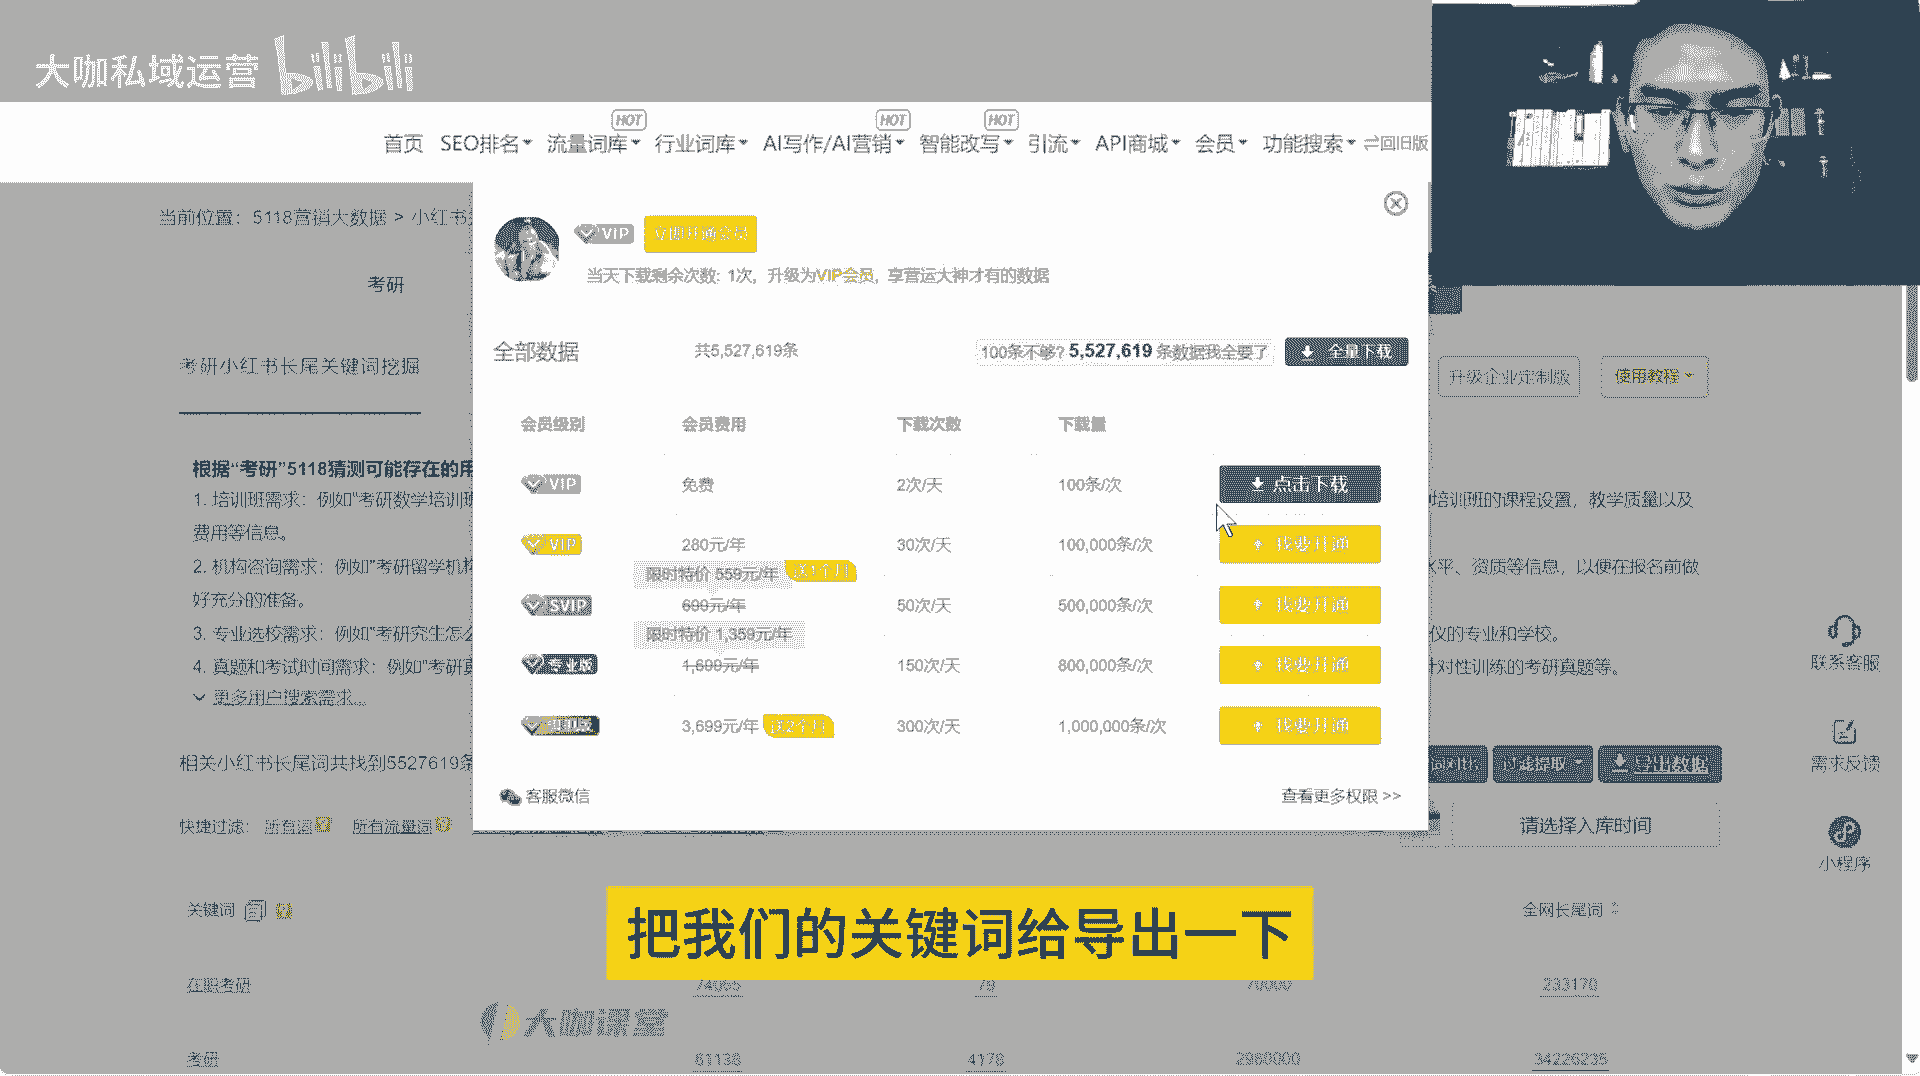 大咖私域运营 bilibili
HOT HOT HOT
首页 SEO排名 流量词库 行业词库 AI写作/AI营销 智能改写 引流 API商城 会员 功能搜索 回旧版
当前位置：5118营销大数据 > 小红书
VIP 立即开通会员
当天下载剩余次数：1次，升级为VIP会员，享营运大神才有的数据
考研
全部数据 共5,527,619条 100条不够? 5,527,619 条数据我全要了 全量下载
考研小红书长尾关键词挖掘
升级企业定制版 使用教程
会员级别 会员费用 下载次数 下载量
根据“考研”5118猜测可能存在的用
VIP 免费 2次/天 100条/次 点击下载
1. 培训班需求：例如“考研数学培训班
培训班的课程设置，教学质量以及
费用等信息。
VIP 280元/年 30次/天 100,000条/次 我要开通
2. 机构咨询需求：例如“考研留学机构
水平、资质等信息，以便在报名前做
限时特价 559元/年 送1个月
好充分的准备。
SVIP 699元/年 50次/天 500,000条/次 我要开通
3. 专业选校需求：例如“考研究生怎么
仪的专业和学校。
限时特价 1,359元/年
4. 真题和考试时间需求：例如“考研真
针对性训练的考研真题等。
专业版 1,699元/年 150次/天 800,000条/次 我要开通
更多用户搜索需求...
3,699元/年 送2个月 300次/天 1,000,000条/次 我要开通
联系客服
相关小红书长尾词共找到5527619条
过滤提取 导出数据
需求反馈
客服微信 查看更多权限 >>
快捷过滤： 所有词 所有流量词
请选择入库时间
小程序
关键词 全网长尾词
把我们的关键词给导出一下
在职考研 74065 79 70000 233170
大咖课堂
考研 61136 4178 2980000 34226235